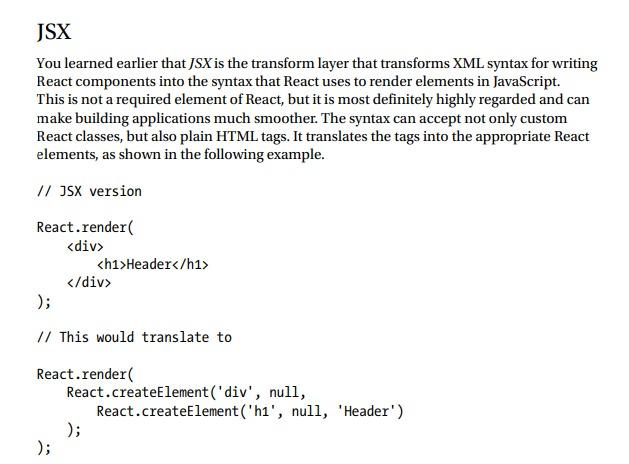 JSX
You learned earlier that JSX is the transform layer that transforms XML syntax for writing
React components into the syntax that React uses to render elements in JavaScript.
This is not a required element of React, but it is most definitely highly regarded and can
make building applications much smoother. The syntax can accept not only custom
React classes, but also plain HTML tags. It translates the tags into the appropriate React
elements, as shown in the following example.
// JSX version
React.render(
    <div>
        <h1>Header</h1>
    </div>
);
// This would translate to
React.render(
    React.createElement('div', null,
        React.createElement('h1', null, 'Header')
    );
);